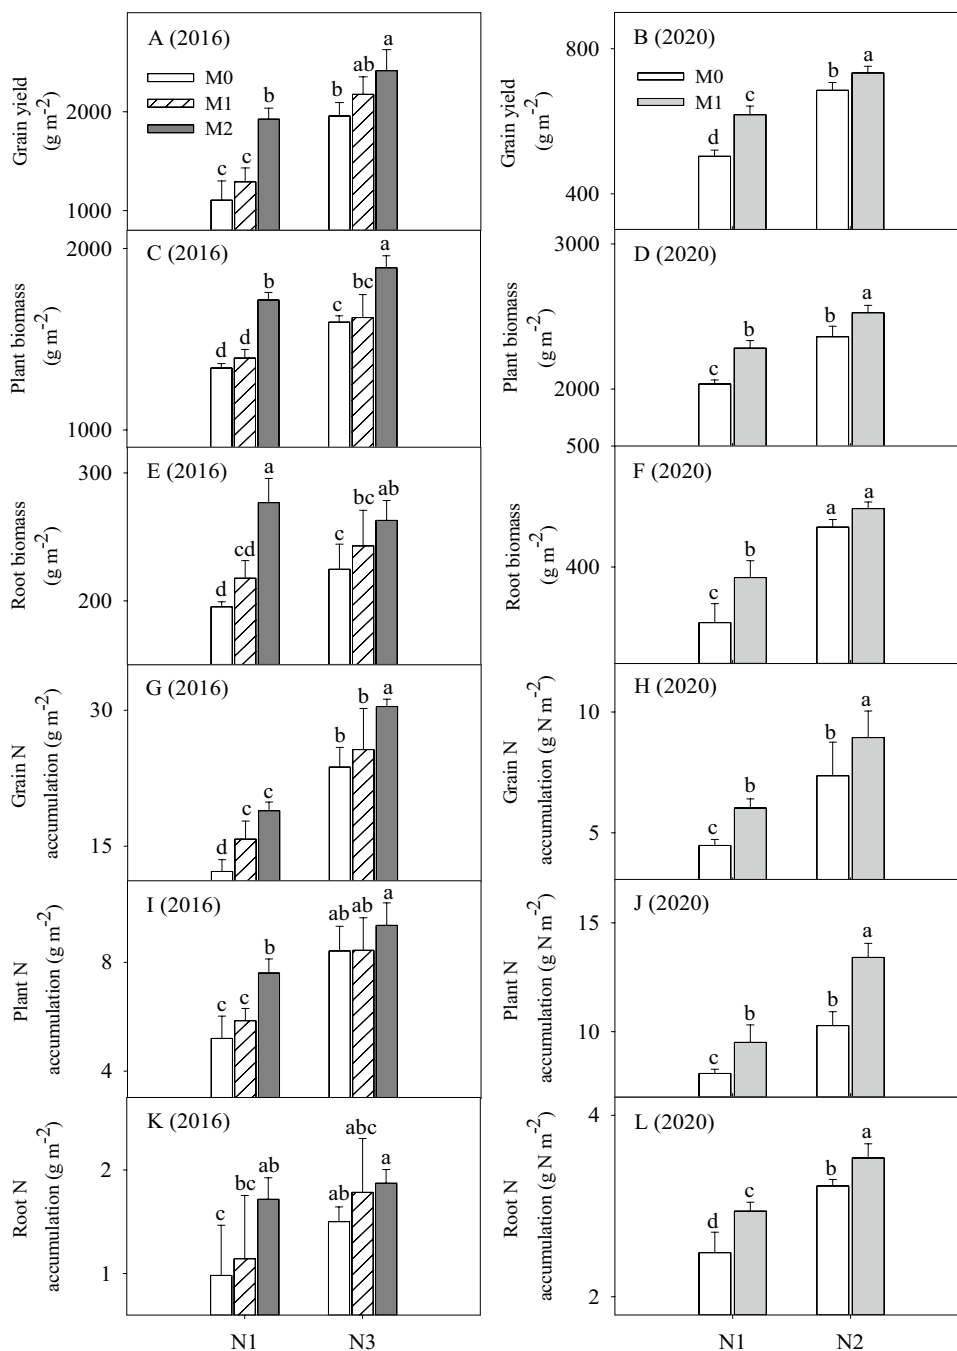 A (2016)
M0
M1
M2
Grain yield
(g m-2)
2000
1000
c
c
b
b
ab
a
B (2020)
M0
M1
Grain yield
(g m-2)
800
400
d
c
b
a
C (2016)
Plant biomass
(g m-2)
2000
1000
d
d
b
c
bc
a
D (2020)
Plant biomass
(g m-2)
3000
2000
500
c
b
b
a
E (2016)
Root biomass
(g m-2)
300
200
d
cd
a
c
bc
ab
F (2020)
Root biomass
(g m-2)
400
c
b
a
a
G (2016)
Grain N
accumulation (g m-2)
30
15
d
c
c
b
b
a
H (2020)
Grain N
accumulation (g N m-2)
10
5
c
b
b
a
I (2016)
Plant N
accumulation (g m-2)
8
4
c
c
b
ab
ab
a
J (2020)
Plant N
accumulation (g N m-2)
15
10
c
b
b
a
K (2016)
Root N
accumulation (g m-2)
2
1
c
bc
ab
ab
abc
a
N1
N3
L (2020)
Root N
accumulation (g N m-2)
4
2
d
c
b
a
N1
N2